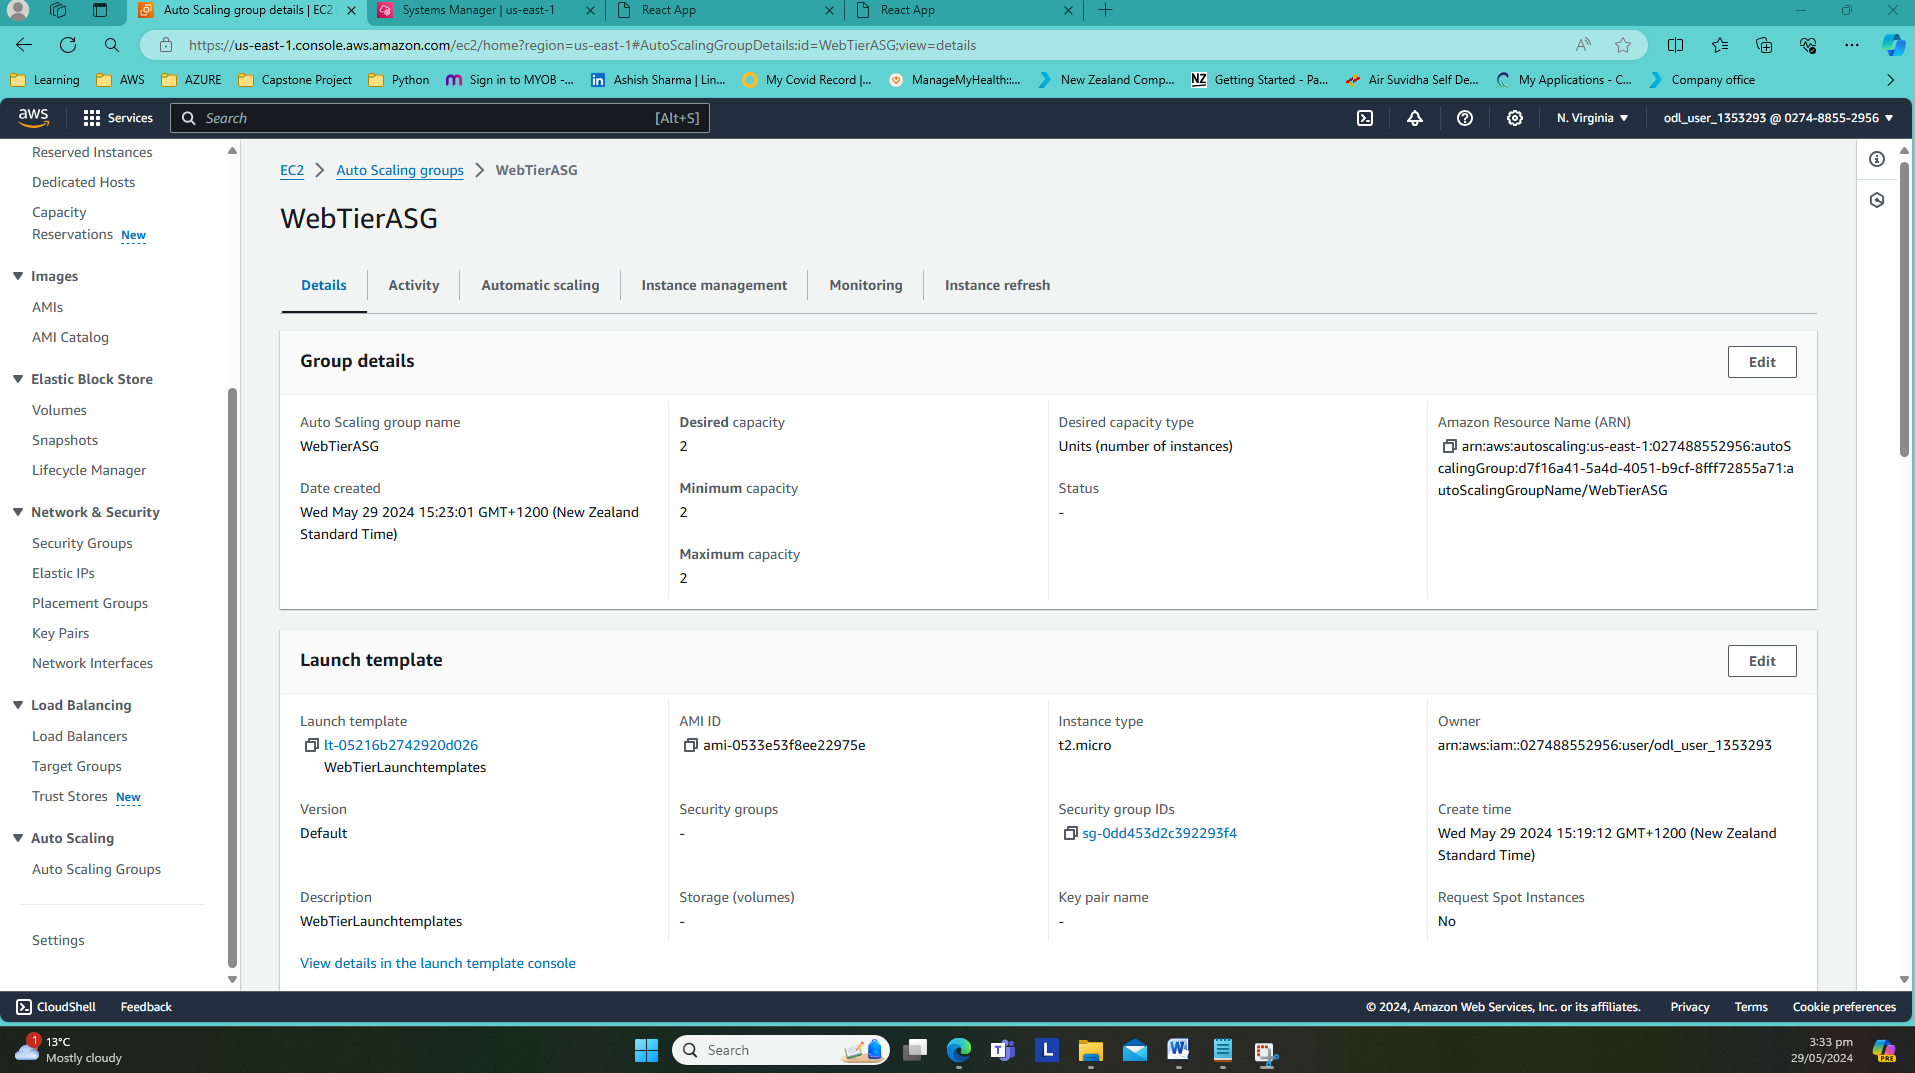 Auto Scaling group details | EC2
Systems Manager | us-east-1
React App
React App
https://us-east-1.console.aws.amazon.com/ec2/home?region=us-east-1#AutoScalingGroupDetails:id=WebTierASG;view=details
Learning
AWS
AZURE
Capstone Project
Python
Sign in to MYOB -...
Ashish Sharma | Lin...
My Covid Record |...
ManageMyHealth::...
New Zealand Comp...
NZ
Getting Started - Pa...
Air Suvidha Self De...
My Applications - C...
Company office
aws
Services
Search
[Alt+S]
N. Virginia
odl_user_1353293 @ 0274-8855-2956
Reserved Instances
Dedicated Hosts
Capacity
Reservations New
Images
AMIs
AMI Catalog
Elastic Block Store
Volumes
Snapshots
Lifecycle Manager
Network & Security
Security Groups
Elastic IPs
Placement Groups
Key Pairs
Network Interfaces
Load Balancing
Load Balancers
Target Groups
Trust Stores New
Auto Scaling
Auto Scaling Groups
Settings
EC2 > Auto Scaling groups > WebTierASG
WebTierASG
Details
Activity
Automatic scaling
Instance management
Monitoring
Instance refresh
Group details
Edit
Auto Scaling group name
WebTierASG
Date created
Wed May 29 2024 15:23:01 GMT+1200 (New Zealand
Standard Time)
Desired capacity
2
Minimum capacity
2
Maximum capacity
2
Desired capacity type
Units (number of instances)
Status
-
Amazon Resource Name (ARN)
arn:aws:autoscaling:us-east-1:027488552956:autoS
calingGroup:d7f16a41-5a4d-4051-b9cf-8fff72855a71:a
utoScalingGroupName/WebTierASG
Launch template
Edit
Launch template
lt-05216b2742920d026
WebTierLaunchtemplates
AMI ID
ami-0533e53f8ee22975e
Instance type
t2.micro
Owner
arn:aws:iam::027488552956:user/odl_user_1353293
Version
Default
Security groups
-
Security group IDs
sg-0dd453d2c392293f4
Create time
Wed May 29 2024 15:19:12 GMT+1200 (New Zealand
Standard Time)
Description
WebTierLaunchtemplates
Storage (volumes)
-
Key pair name
-
Request Spot Instances
No
View details in the launch template console
CloudShell
Feedback
© 2024, Amazon Web Services, Inc. or its affiliates.
Privacy
Terms
Cookie preferences
1
13°C
Mostly cloudy
Search
L
3:33 pm
29/05/2024
PRE